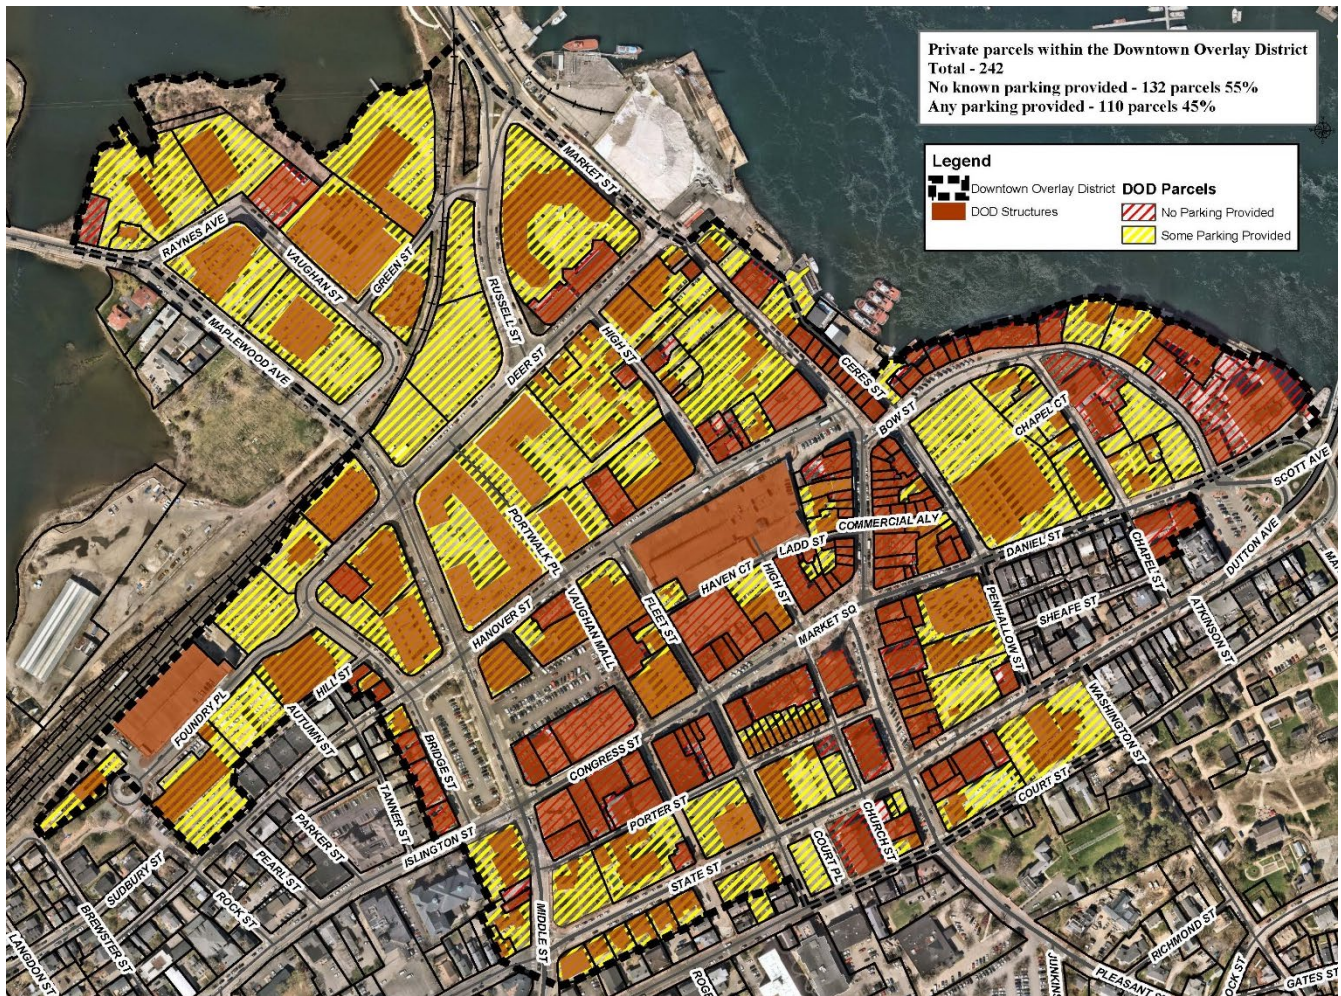 Private parcels within the Downtown Overlay District
Total - 242
No known parking provided - 132 parcels 55%
Any parking provided - 110 parcels 45%
Legend
Downtown Overlay District
DOD Parcels
DOD Structures
No Parking Provided
Some Parking Provided
MARKET ST
RAYNES AVE
VAUGHAN ST
GREEN ST
RUSSELL ST
MAPLEWOOD AVE
DEER ST
HIGH ST
CERES ST
BOW ST
CHAPEL CT
SCOTT AVE
PORTWALK PL
COMMERCIAL ALY
LADD ST
DANIEL ST
CHAPEL ST
DUTTON AVE
HAVEN CT
HIGH ST
HANOVER ST
VAUGHAN MALL
FLEET ST
MARKET SQ
PENHALLOW ST
SHEAFE ST
ATKINSON ST
FOUNDRY PL
HILL ST
AUTUMN ST
BRIDGE ST
CONGRESS ST
WASHINGTON ST
COURT ST
TANNER ST
PARKER ST
PORTER ST
CHURCH ST
ISLINGTON ST
PEARL ST
SUDBURY ST
ROCK ST
STATE ST
COURT PL
BREWSTER ST
LANGDON ST
MIDDLE ST
RICHMOND ST
PLEASANT S
GATES ST